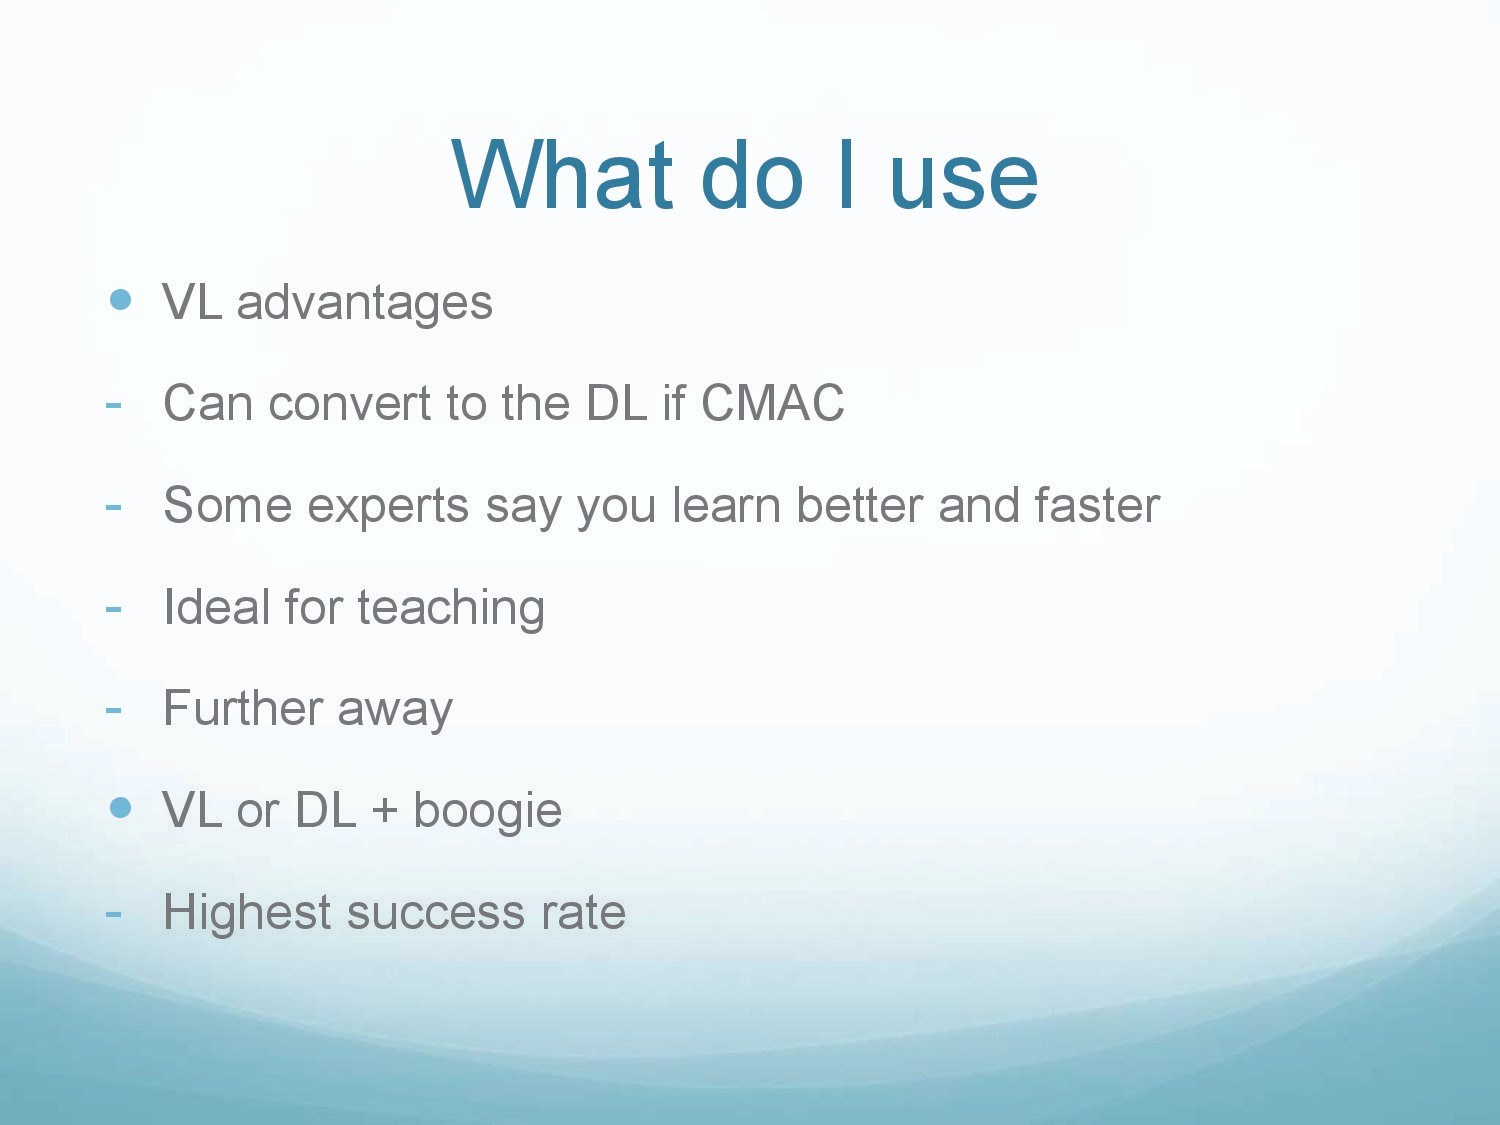 What do I use
• VL advantages
- Can convert to the DL if CMAC
- Some experts say you learn better and faster
- Ideal for teaching
- Further away
• VL or DL + boogie
- Highest success rate